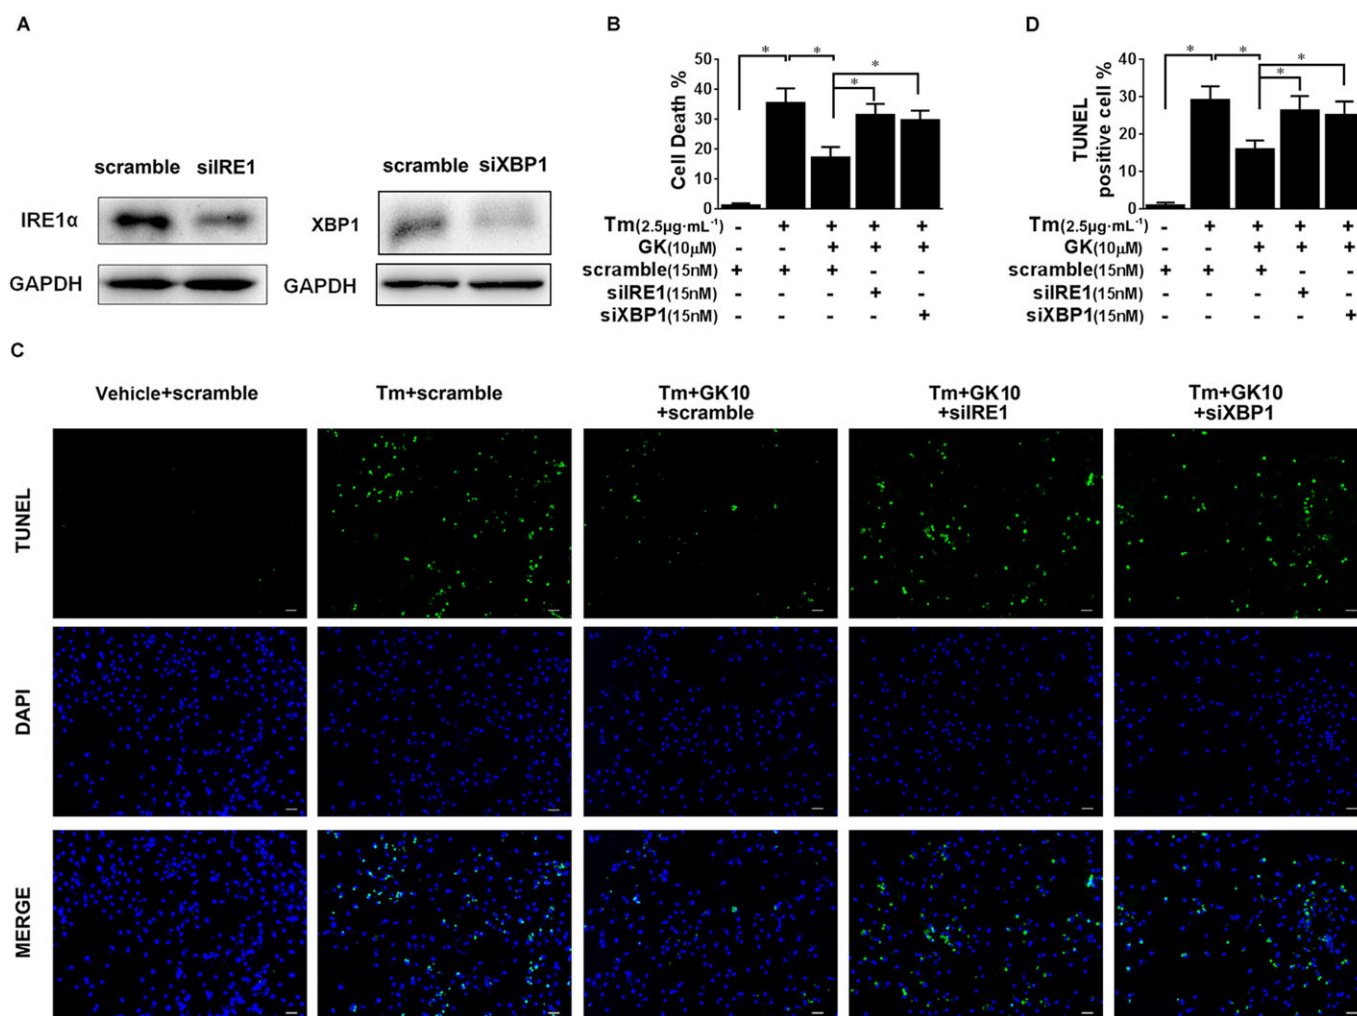 A
B
D
scramble siIRE1
IRE1α
GAPDH
scramble siXBP1
XBP1
GAPDH
Cell Death %
50
40
30
20
10
0
* * * *
Tm(2.5μg·mL⁻¹) - + + + +
GK(10μM) - - + + +
scramble(15nM) + + + - -
siIRE1(15nM) - - - + -
siXBP1(15nM) - - - - +
TUNEL
positive cell %
40
30
20
10
0
* * * *
Tm(2.5μg·mL⁻¹) - + + + +
GK(10μM) - - + + +
scramble(15nM) + + + - -
siIRE1(15nM) - - - + -
siXBP1(15nM) - - - - +
C
Vehicle+scramble
Tm+scramble
Tm+GK10
+scramble
Tm+GK10
+siIRE1
Tm+GK10
+siXBP1
TUNEL
DAPI
MERGE